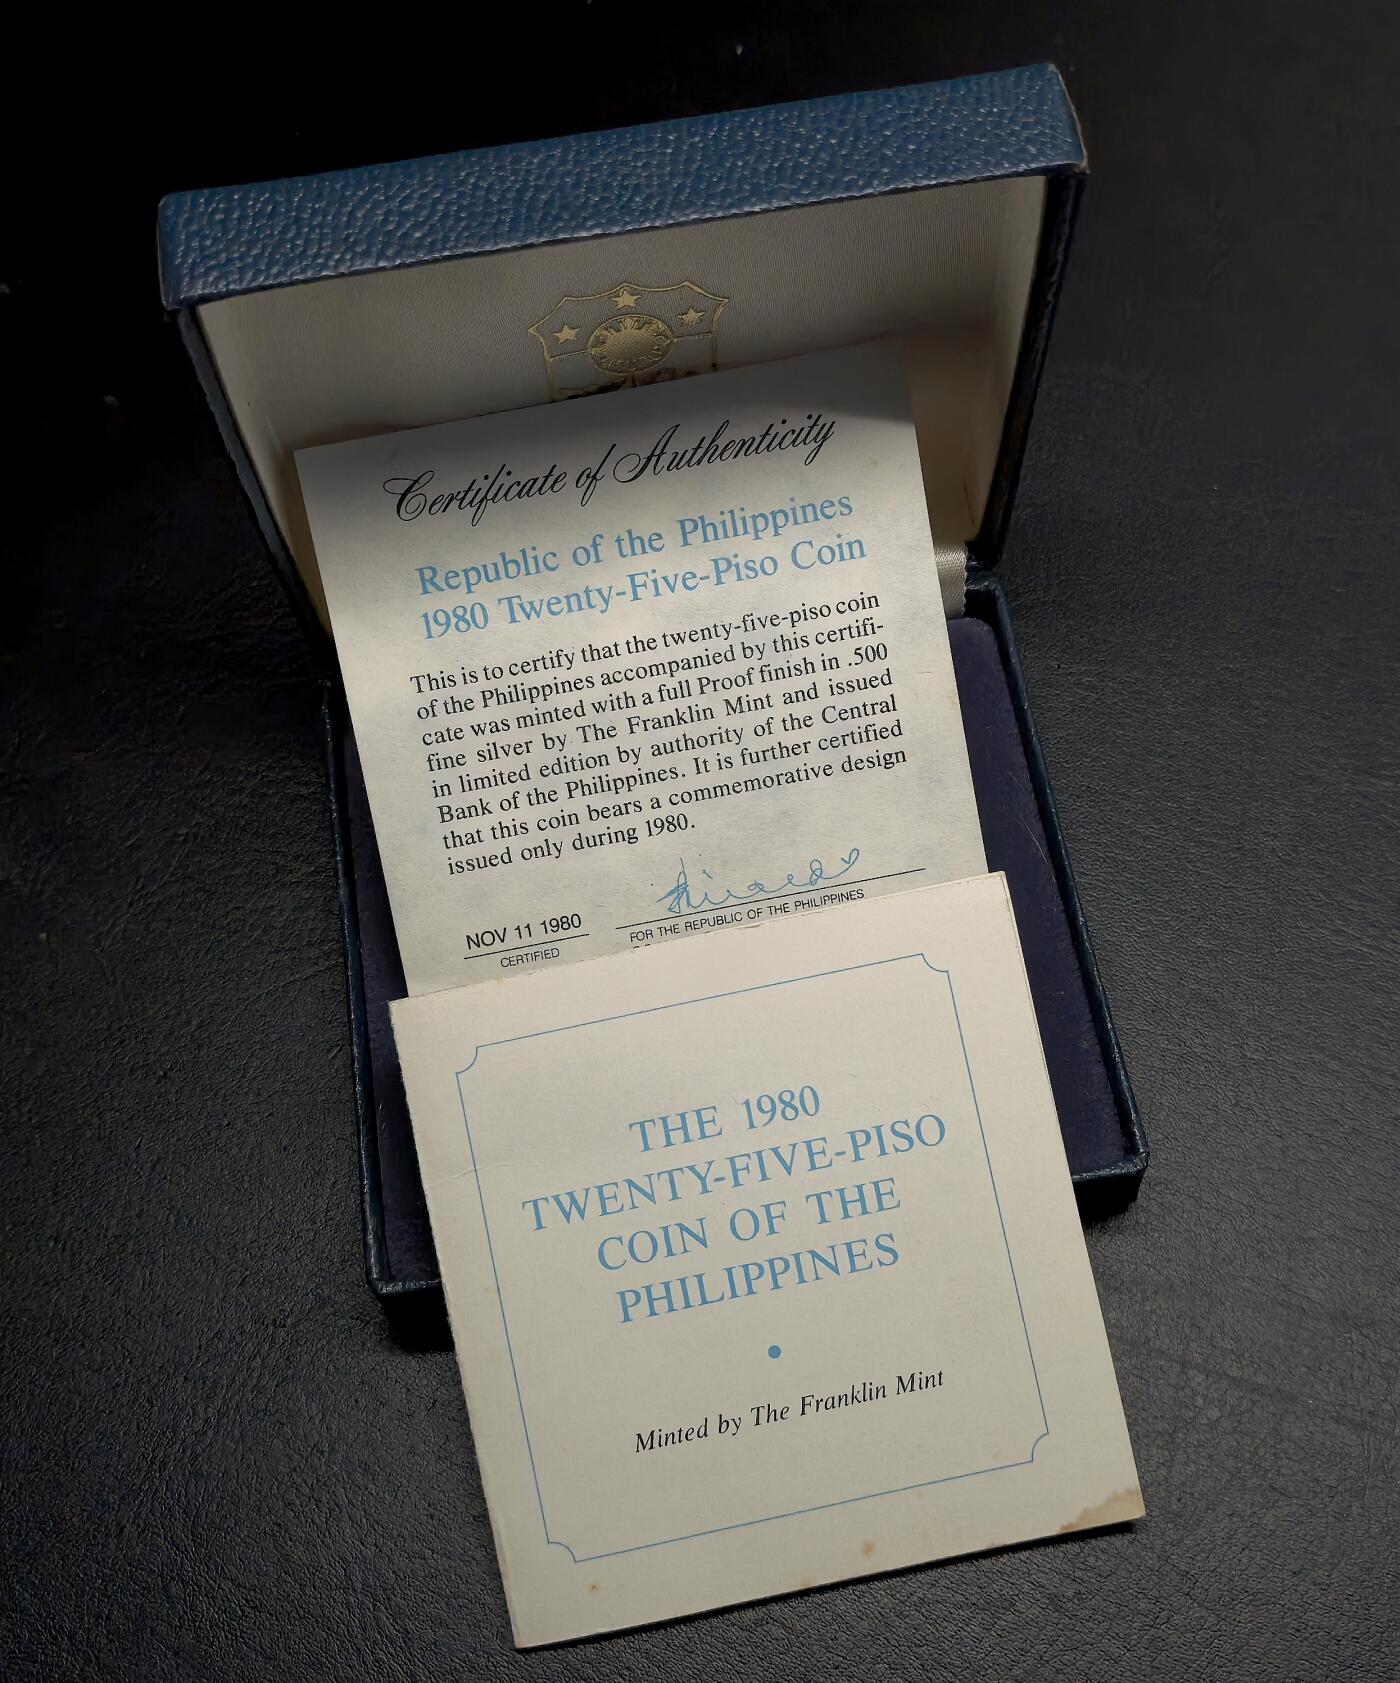 Certificate of Authenticity
Republic of the Philippines
1980 Twenty-Five-Piso Coin
This is to certify that the twenty-five-piso coin
of the Philippines accompanied by this certifi-
cate was minted with a full Proof finish in .500
fine silver by The Franklin Mint and issued
in limited edition by authority of the Central
Bank of the Philippines. It is further certified
that this coin bears a commemorative design
issued only during 1980.
NOV 11 1980
CERTIFIED
FOR THE REPUBLIC OF THE PHILIPPINES
THE 1980
TWENTY-FIVE-PISO
COIN OF THE
PHILIPPINES
Minted by The Franklin Mint